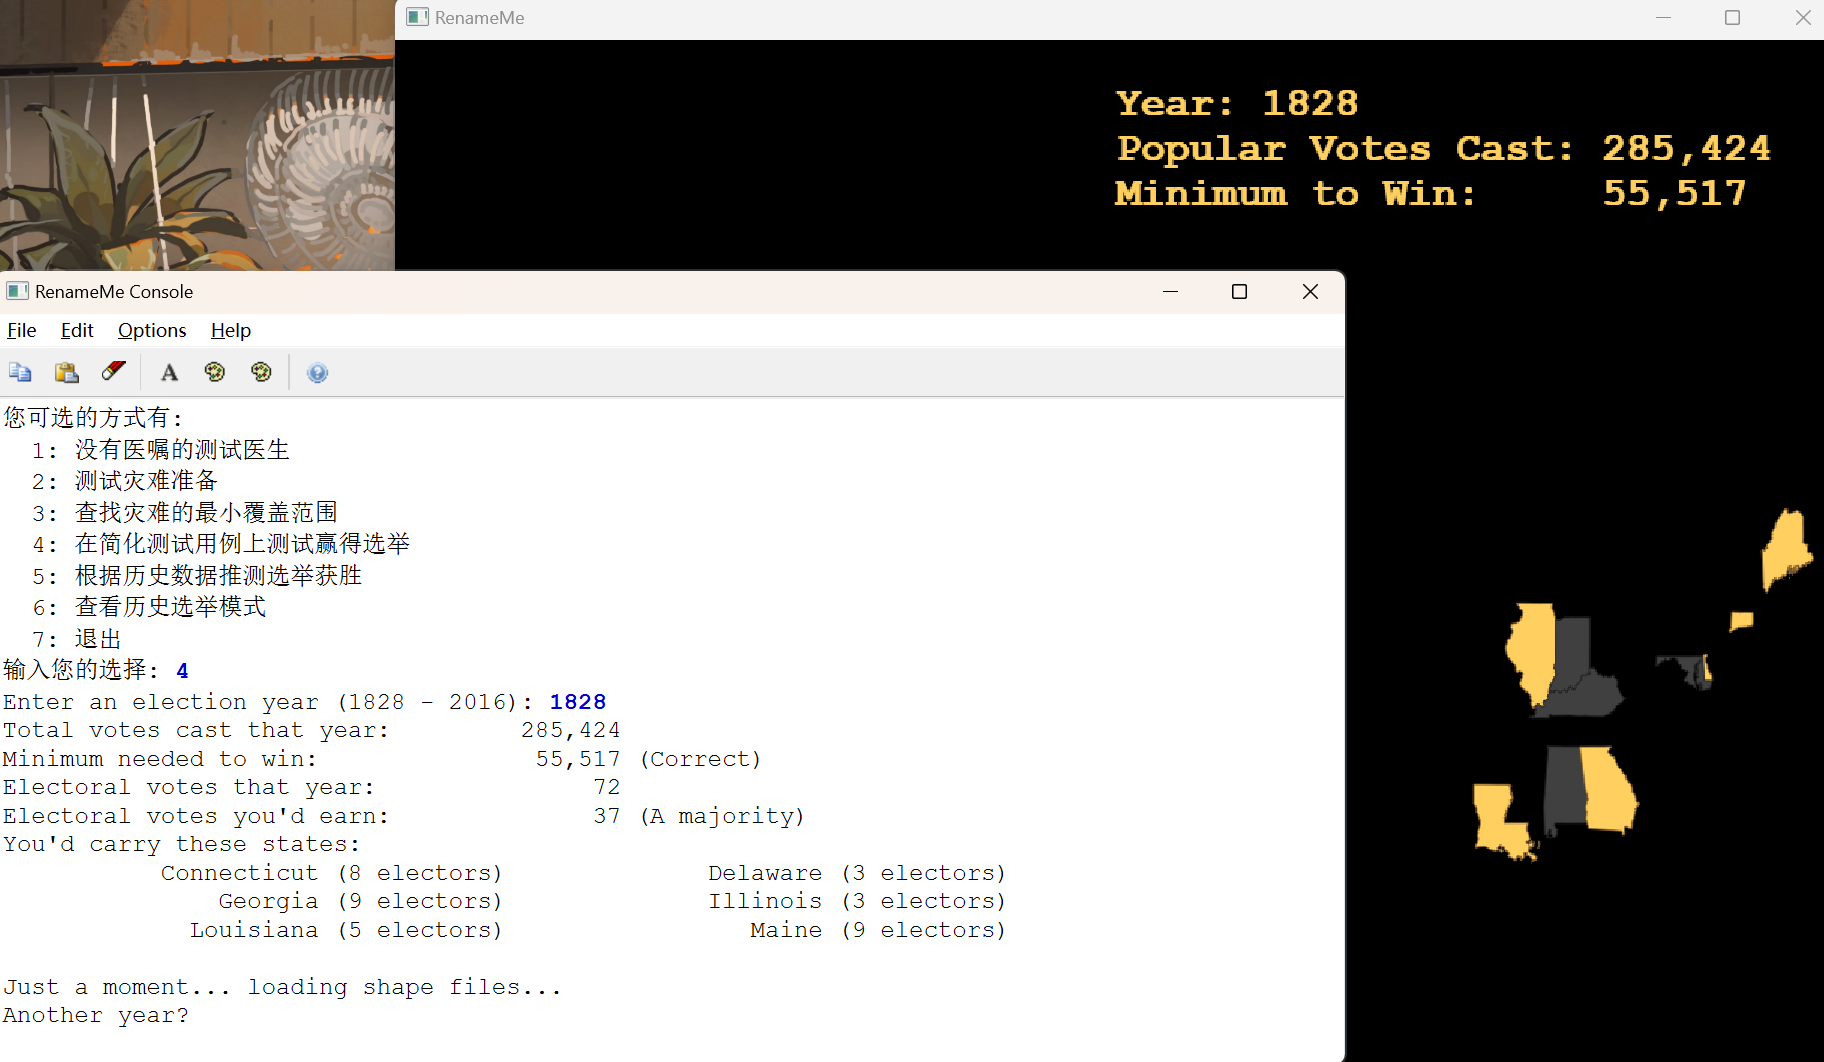 RenameMe
Year: 1828
Popular Votes Cast: 285,424
Minimum to Win: 55,517
RenameMe Console
File Edit Options Help
您可选的方式有:
1: 没有医嘱的测试医生
2: 测试灾难准备
3: 查找灾难的最小覆盖范围
4: 在简化测试用例上测试赢得选举
5: 根据历史数据推测选举获胜
6: 查看历史选举模式
7: 退出
输入您的选择: 4
Enter an election year (1828 - 2016): 1828
Total votes cast that year: 285,424
Minimum needed to win: 55,517 (Correct)
Electoral votes that year: 72
Electoral votes you'd earn: 37 (A majority)
You'd carry these states:
Connecticut (8 electors) Delaware (3 electors)
Georgia (9 electors) Illinois (3 electors)
Louisiana (5 electors) Maine (9 electors)
Just a moment... loading shape files...
Another year?